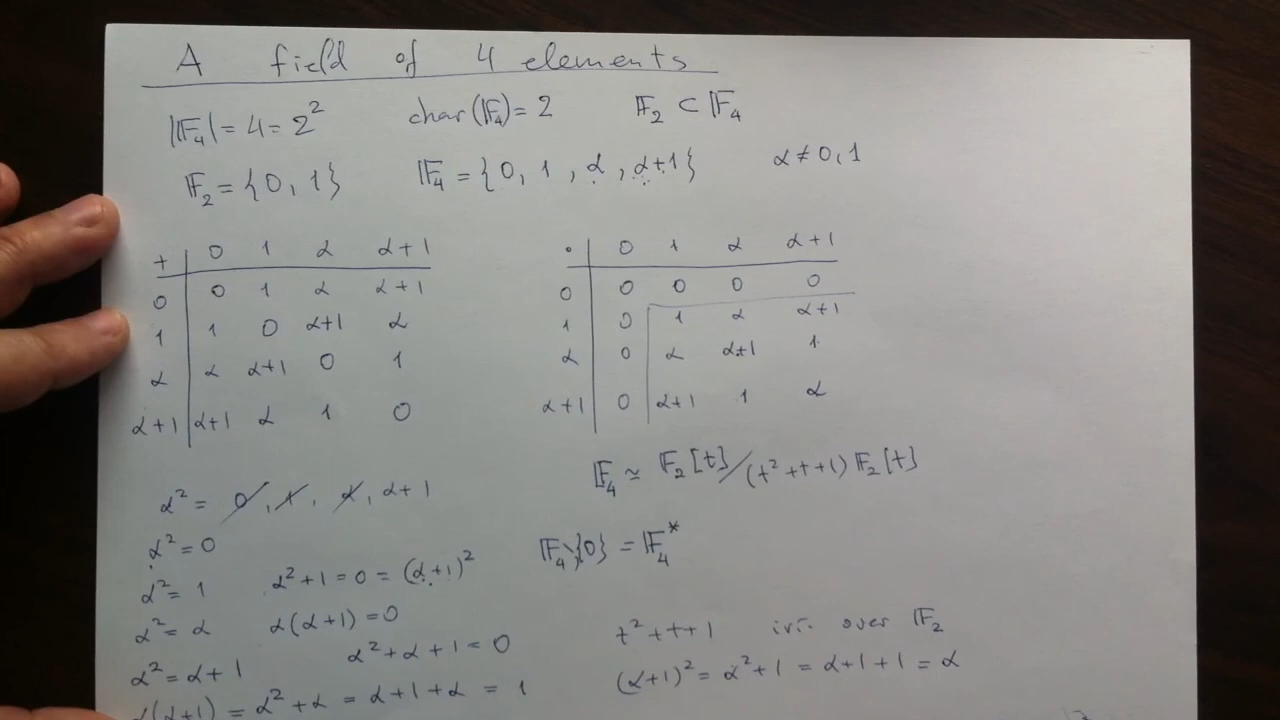 A field of 4 elements
|𝔽₄| = 4 = 2² char(𝔽₄) = 2 𝔽₂ ⊂ 𝔽₄
𝔽₂ = {0, 1} 𝔽₄ = {0, 1, α, α+1} α ≠ 0, 1
+ 0 1 α α+1
0 0 1 α α+1
1 1 0 α+1 α
α α α+1 0 1
α+1 α+1 α 1 0
· 0 1 α α+1
0 0 0 0 0
1 0 1 α α+1
α 0 α α+1 1
α+1 0 α+1 1 α
𝔽₄ ≃ 𝔽₂[t]/(t²+t+1)𝔽₂[t]
α² = 0, 1, α, α+1
α² = 0
𝔽₄\{0} = 𝔽₄*
α² = 1 α²+1 = 0 = (α+1)²
α² = α α(α+1) = 0
α² = α+1 α²+α+1 = 0
α(α+1) = α²+α = α+1+α = 1
t²+t+1 irr. over 𝔽₂
(α+1)² = α²+1 = α+1+1 = α